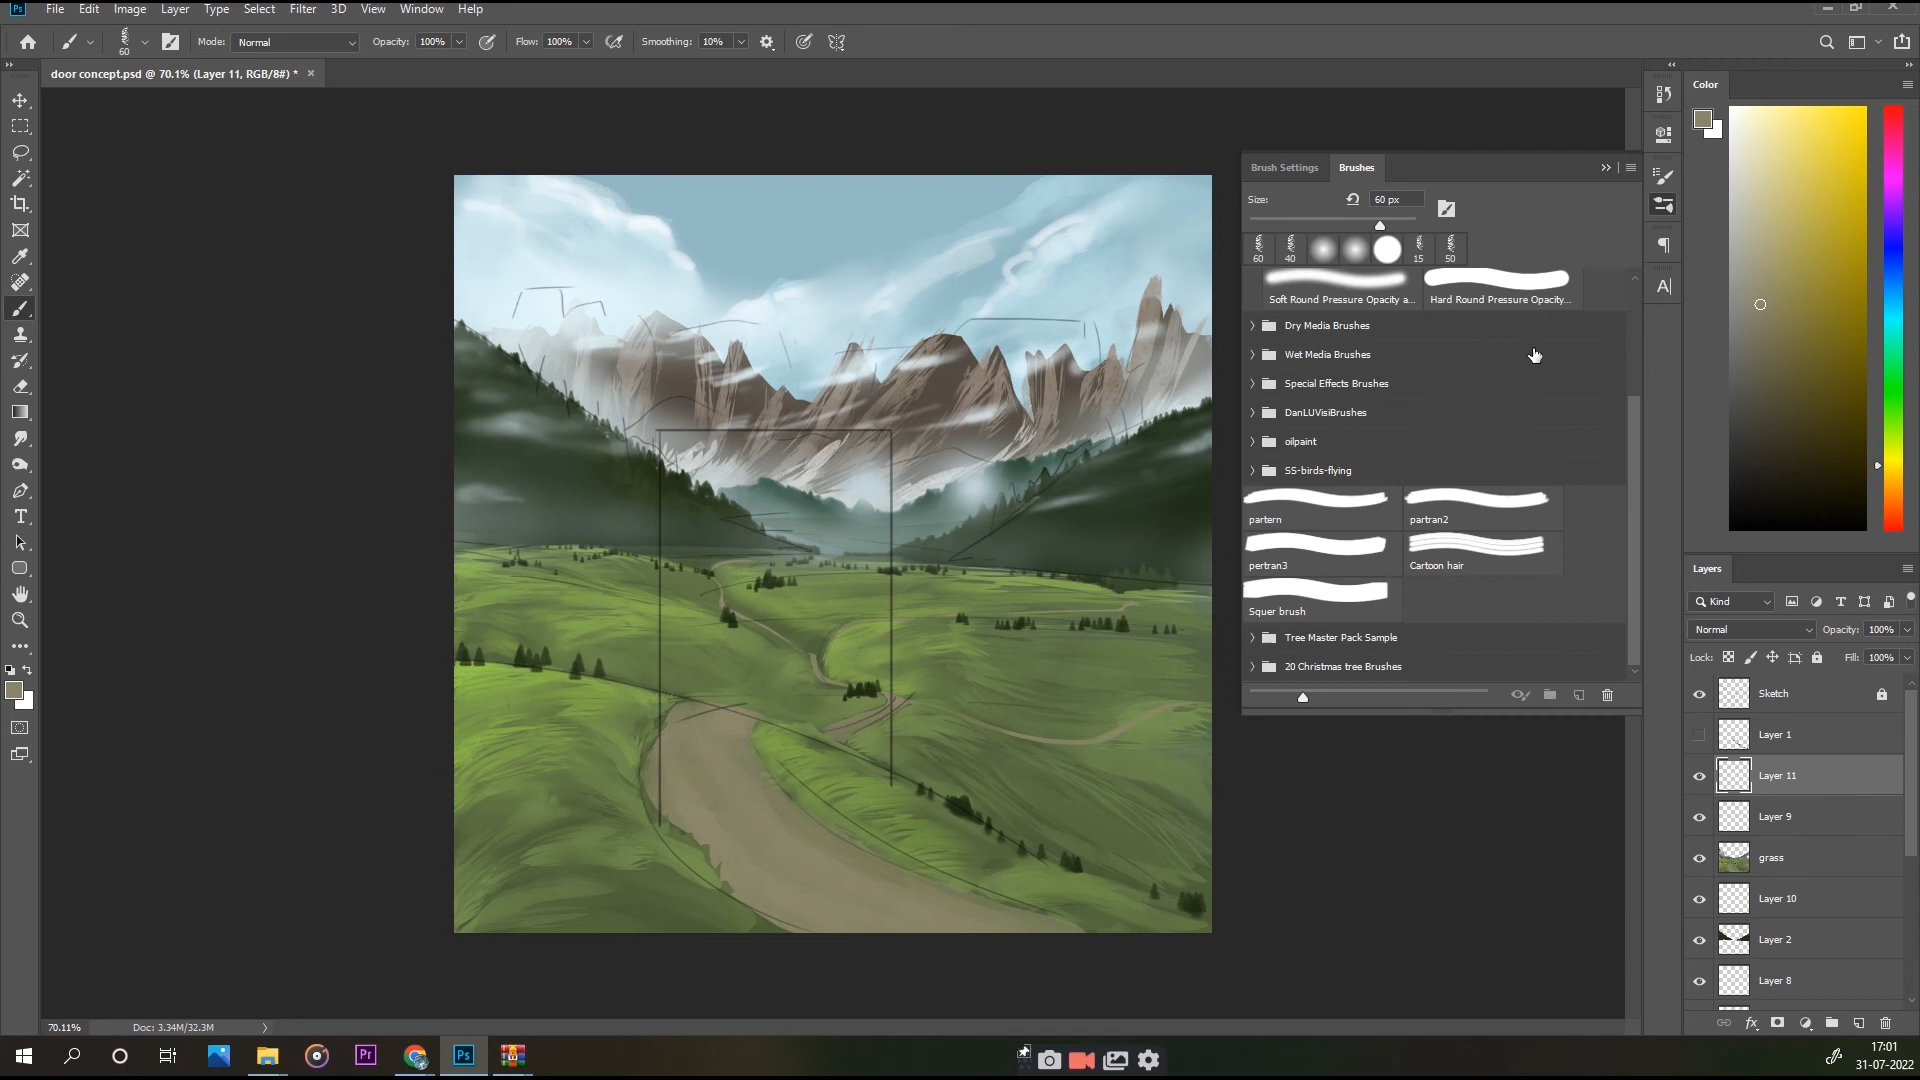 Ps File Edit Image Layer Type Select Filter 3D View Window Help
60 Mode: Normal Opacity: 100% Flow: 100% Smoothing: 10%
door concept.psd @ 70.1% (Layer 11, RGB/8#) *
Color
Brush Settings Brushes
Size: 60 px
60 40 15 50
Soft Round Pressure Opacity a... Hard Round Pressure Opacity...
Dry Media Brushes
Wet Media Brushes
Special Effects Brushes
DanLUVisiBrushes
oilpaint
SS-birds-flying
partern partran2
pertran3 Cartoon hair
Squer brush
Tree Master Pack Sample
20 Christmas tree Brushes
Layers
Kind
Normal Opacity: 100%
Lock: Fill: 100%
Sketch
Layer 1
Layer 11
Layer 9
grass
Layer 10
Layer 2
Layer 8
70.11% Doc: 3.34M/32.3M
Pr Ps
17:01
31-07-2022